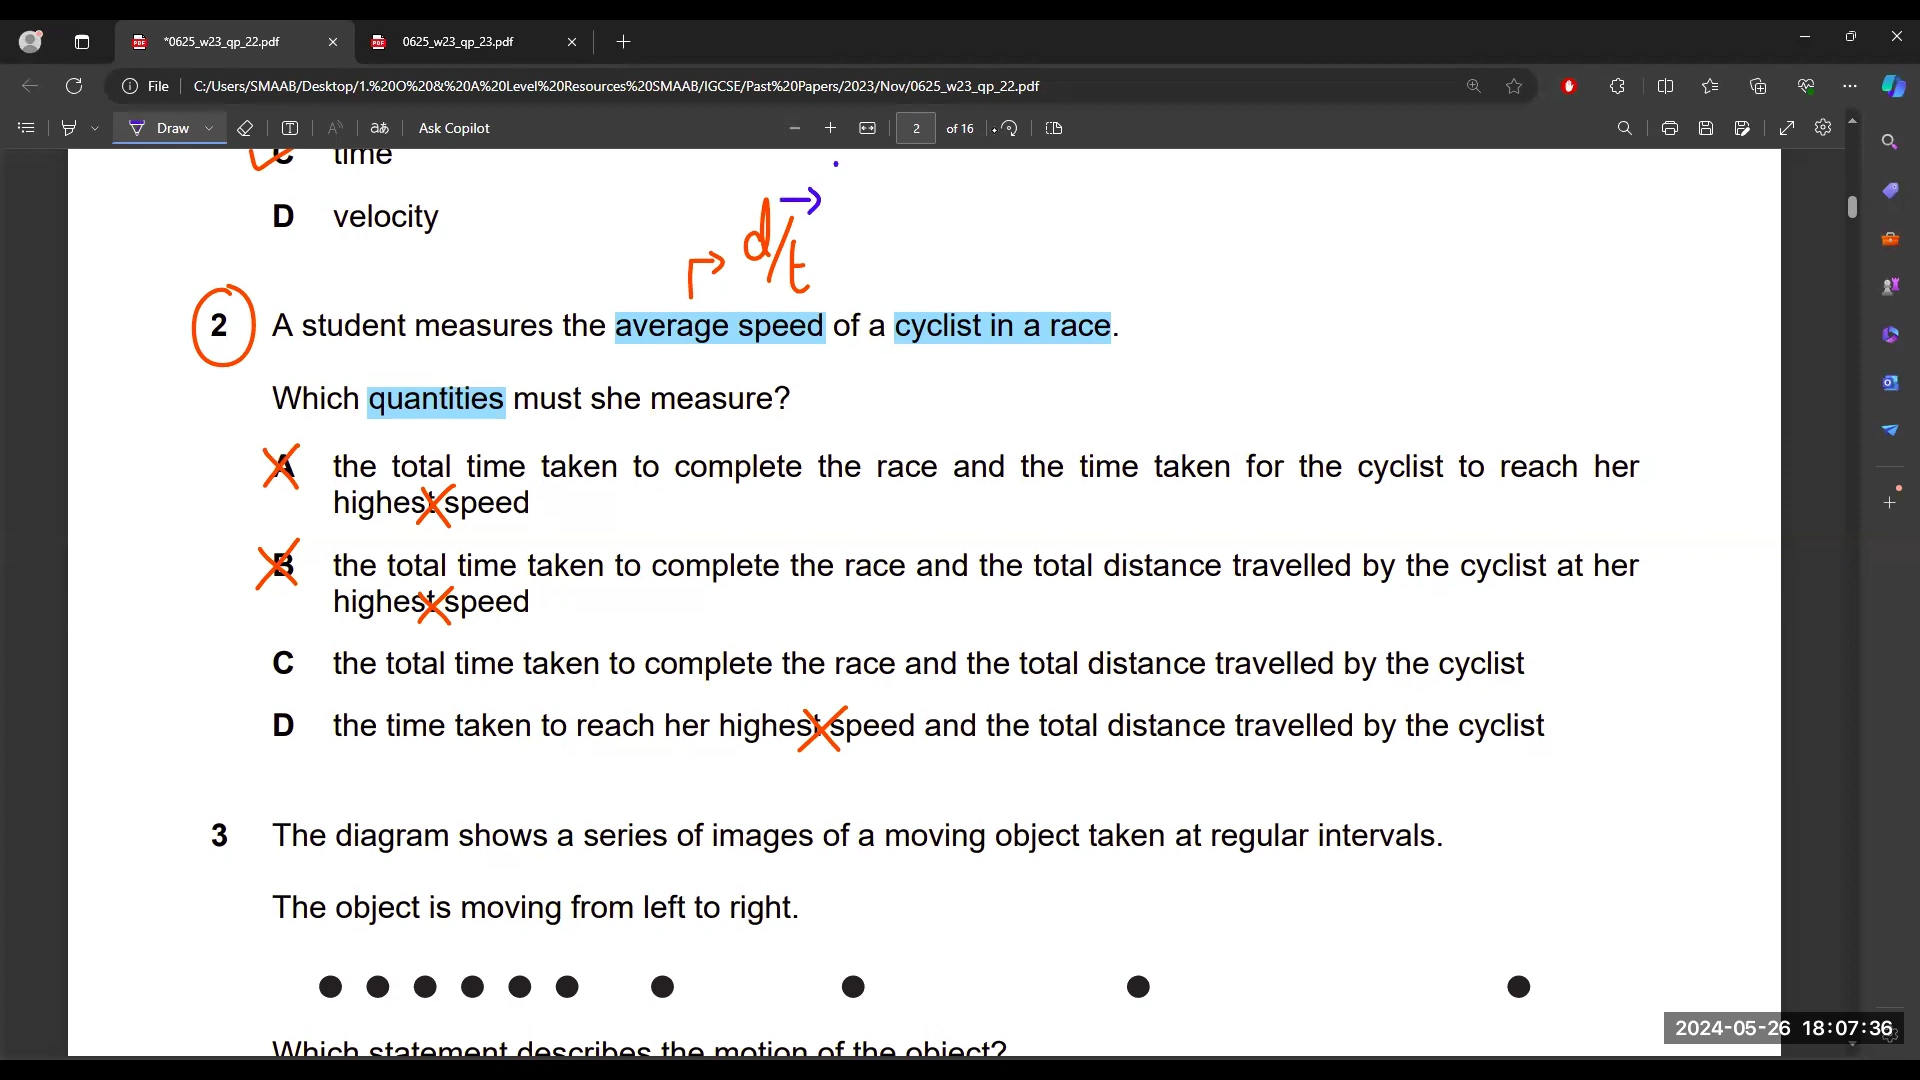 *0625_w23_qp_22.pdf
0625_w23_qp_23.pdf
File
C:/Users/SMAAB/Desktop/1.%20O%20&%20A%20Level%20Resources%20SMAAB/IGCSE/Past%20Papers/2023/Nov/0625_w23_qp_22.pdf
Draw
Ask Copilot
2 of 16
C time
D velocity
d/t
2 A student measures the average speed of a cyclist in a race.
Which quantities must she measure?
A the total time taken to complete the race and the time taken for the cyclist to reach her
highest speed
B the total time taken to complete the race and the total distance travelled by the cyclist at her
highest speed
C the total time taken to complete the race and the total distance travelled by the cyclist
D the time taken to reach her highest speed and the total distance travelled by the cyclist
3 The diagram shows a series of images of a moving object taken at regular intervals.
The object is moving from left to right.
Which statement describes the motion of the object?
2024-05-26 18:07:36